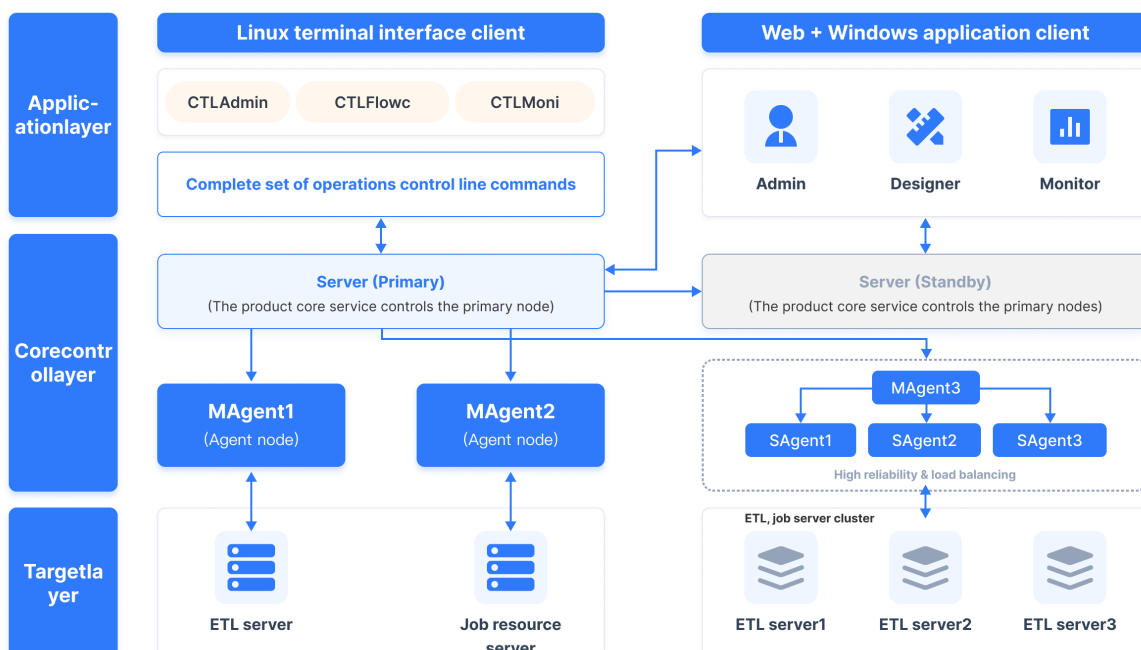 Linux terminal interface client
Web + Windows application client
Applic-
ationlayer
CTLAdmin
CTLFlowc
CTLMoni
Complete set of operations control line commands
Admin
Designer
Monitor
Corecontr
ollayer
Server (Primary)
(The product core service controls the primary node)
Server (Standby)
(The product core service controls the primary nodes)
MAgent1
(Agent node)
MAgent2
(Agent node)
MAgent3
SAgent1
SAgent2
SAgent3
High reliability & load balancing
Targetla
yer
ETL server
Job resource
server
ETL, job server cluster
ETL server1
ETL server2
ETL server3